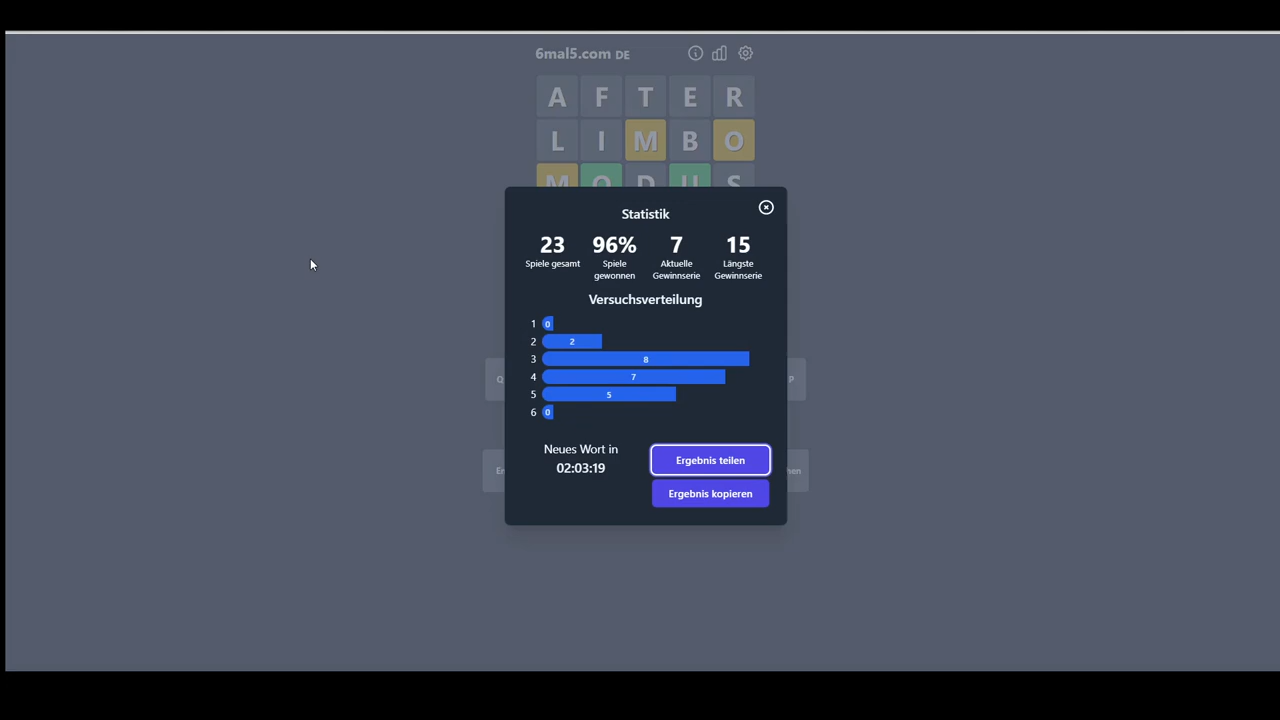 6mal5.com DE
A F T E R
L I M B O
M O D U S
Statistik
23 96% 7 15
Spiele gesamt Spiele gewonnen Aktuelle Gewinnserie Längste Gewinnserie
Versuchsverteilung
1 0
2 2
3 8
4 7
5 5
6 0
Neues Wort in
02:03:19
Ergebnis teilen
Ergebnis kopieren
Q P
En hen